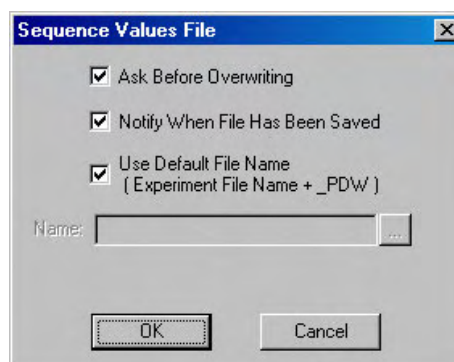 Sequence Values File
Ask Before Overwriting
Notify When File Has Been Saved
Use Default File Name
( Experiment File Name + _PDW )
Name:
...
OK
Cancel